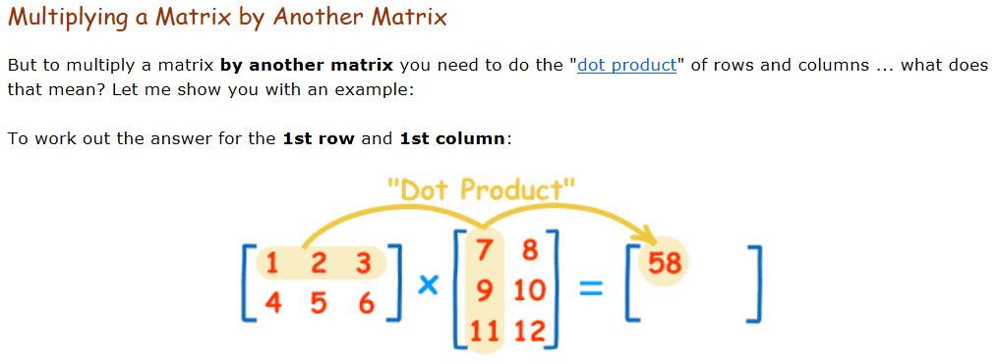 Multiplying a Matrix by Another Matrix
But to multiply a matrix by another matrix you need to do the "dot product" of rows and columns ... what does
that mean? Let me show you with an example:
To work out the answer for the 1st row and 1st column:
"Dot Product"
1 2 3
4 5 6
×
7 8
9 10
11 12
=
58